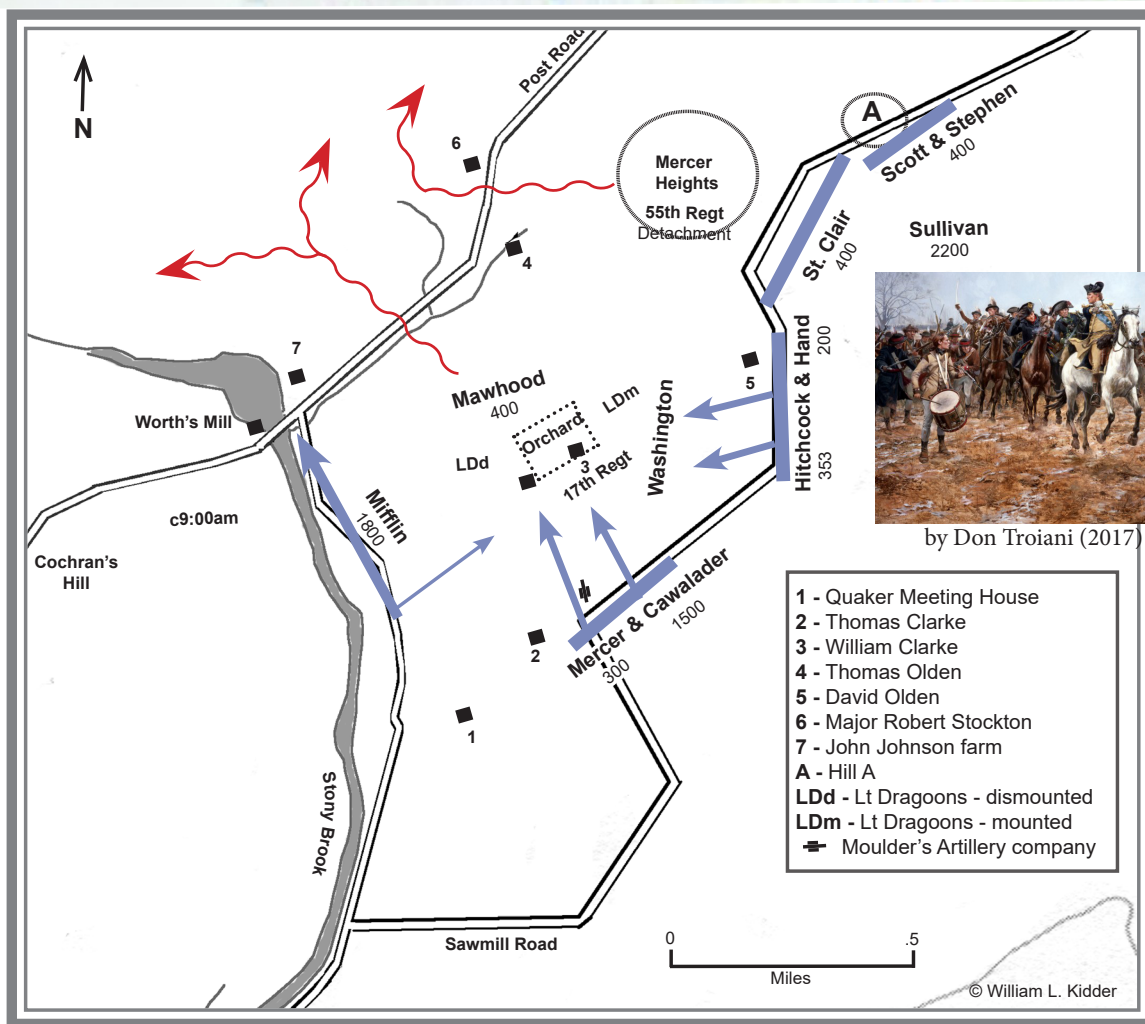 Post Road
N
A
Scott & Stephen
400
6
Mercer
Heights
55th Regt
Detachment
St. Clair
400
Sullivan
2200
4
7
Worth's Mill
Mawhood
400
LDm
Orchard
LDd
3
17th Regt
Washington
5
200
Hitchcock & Hand
353
by Don Troiani (2017)
c9:00am
Mifflin
1800
Cochran's
Hill
Mercer & Cawalader
1500
300
2
1
Stony Brook
Sawmill Road
1 - Quaker Meeting House
2 - Thomas Clarke
3 - William Clarke
4 - Thomas Olden
5 - David Olden
6 - Major Robert Stockton
7 - John Johnson farm
A - Hill A
LDd - Lt Dragoons - dismounted
LDm - Lt Dragoons - mounted
Moulder's Artillery company
0 .5
Miles
© William L. Kidder